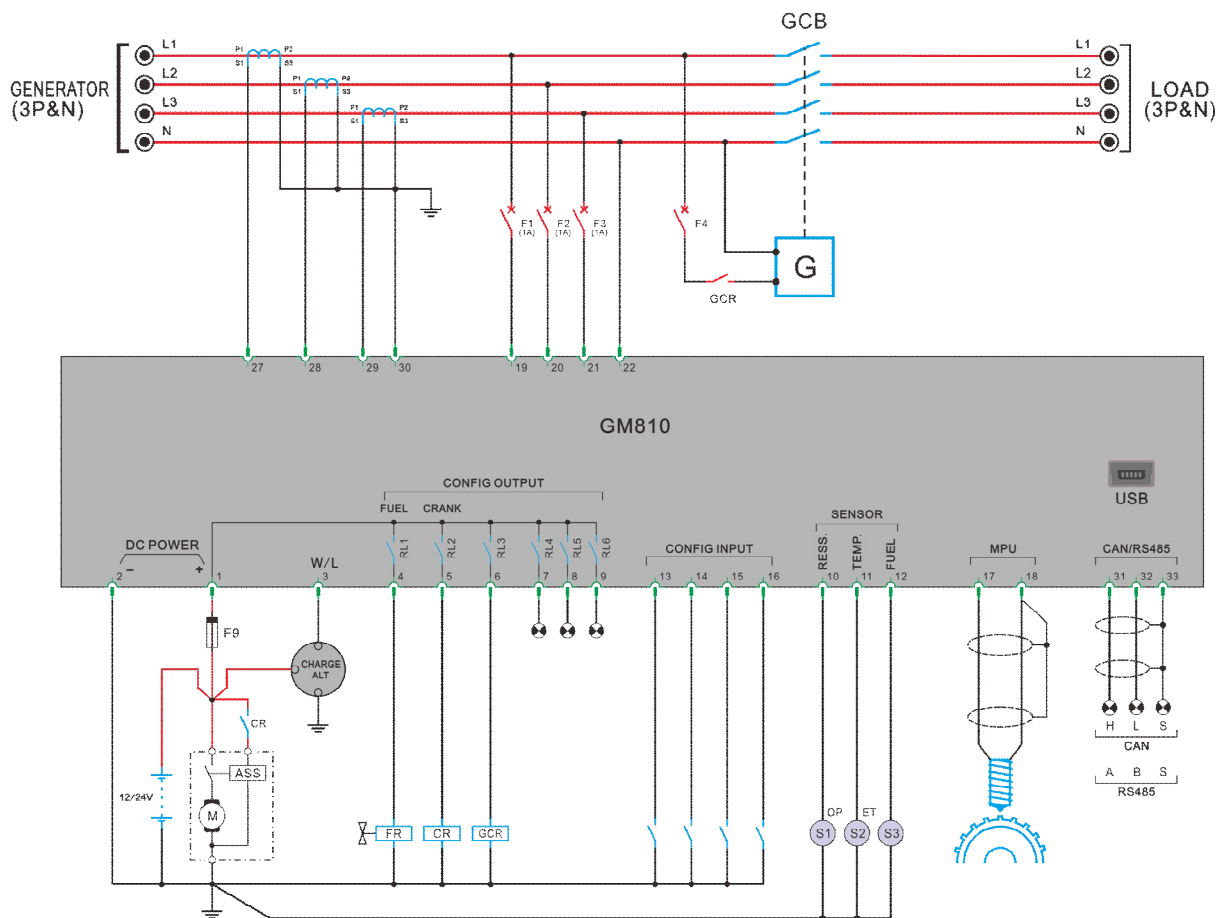 GCB
L1
P1 P2
S1 S3
L1
GENERATOR
(3P&N)
L2
P1 P2
S1 S3
L2
LOAD
(3P&N)
L3
P1 P2
S1 S3
L3
N
N
F1
(1A)
F2
(1A)
F3
(1A)
F4
G
GCR
27 28 29 30 19 20 21 22
GM810
USB
CONFIG OUTPUT
FUEL CRANK
RL1 RL2 RL3 RL4 RL5 RL6
DC POWER
− +
W/L
CONFIG INPUT
SENSOR
RESS. TEMP. FUEL
MPU
CAN/RS485
2 1 3 4 5 6 7 8 9 13 14 15 16 10 11 12 17 18 31 32 33
F9
CHARGE
ALT
CR
ASS
12/24V
M
FR CR GCR
OP ET
S1 S2 S3
H L S
CAN
A B S
RS485